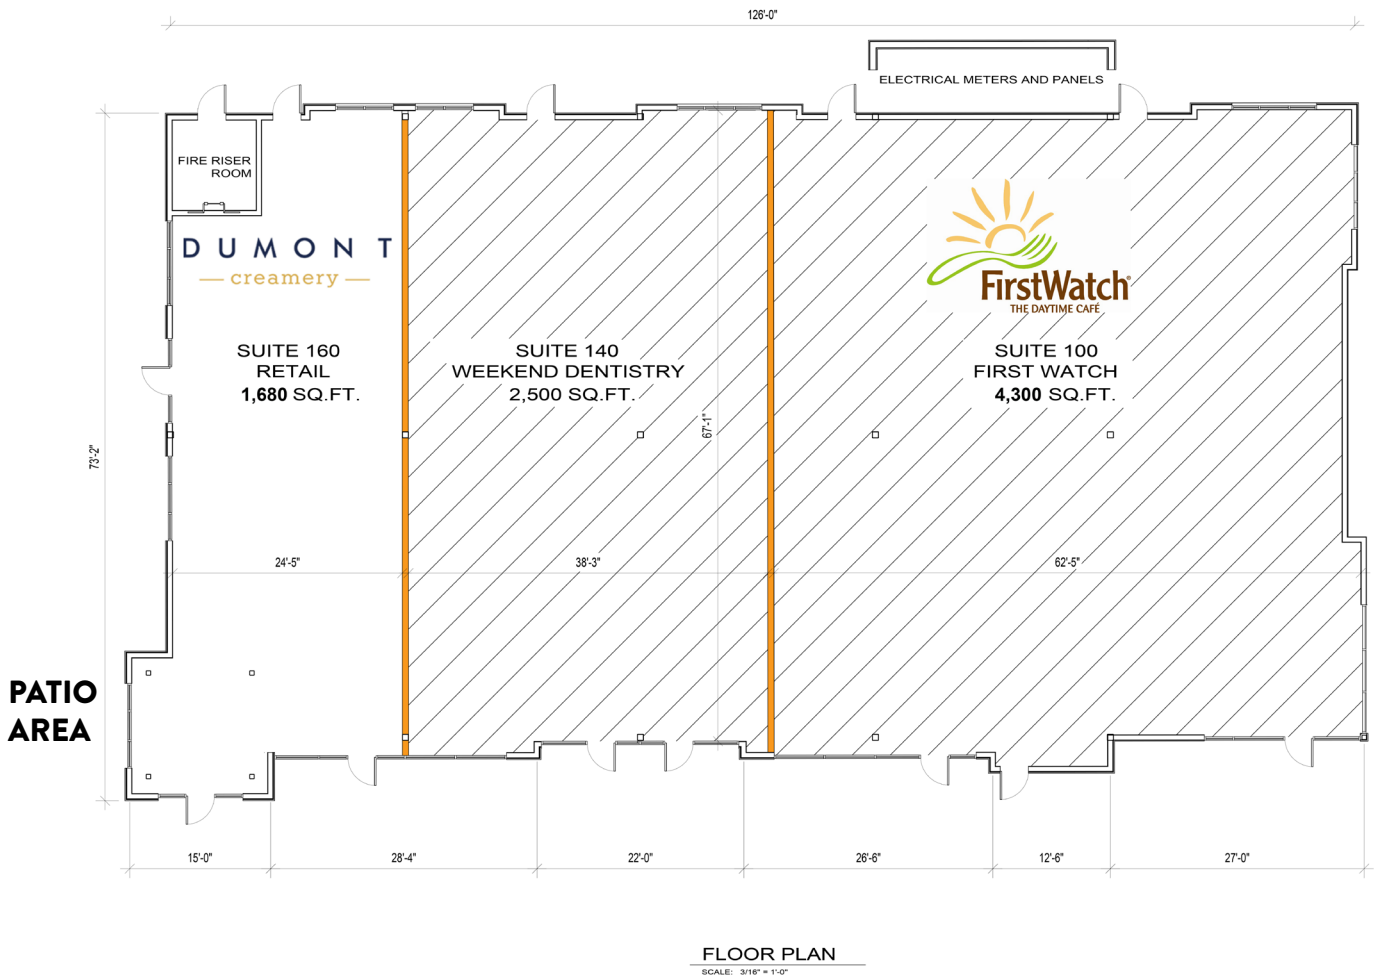 126'-0"
ELECTRICAL METERS AND PANELS
FIRE RISER
ROOM
DUMONT
creamery
FirstWatch®
THE DAYTIME CAFÉ
SUITE 160
RETAIL
1,680 SQ.FT.
SUITE 140
WEEKEND DENTISTRY
2,500 SQ.FT.
SUITE 100
FIRST WATCH
4,300 SQ.FT.
67'-1"
73'-2"
24'-5"
38'-3"
62'-5"
PATIO
AREA
15'-0"
28'-4"
22'-0"
26'-6"
12'-6"
27'-0"
FLOOR PLAN
SCALE: 3/16" = 1'-0"